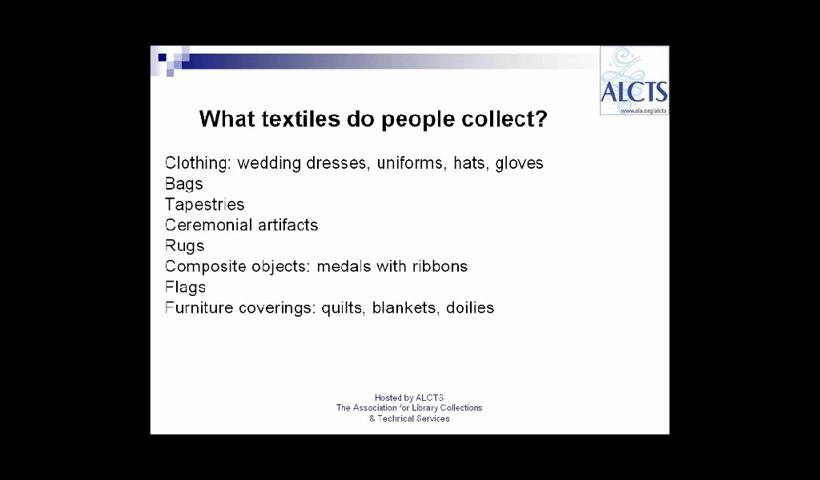 ALCTS
www.ala.org/alcts
What textiles do people collect?
Clothing: wedding dresses, uniforms, hats, gloves
Bags
Tapestries
Ceremonial artifacts
Rugs
Composite objects: medals with ribbons
Flags
Furniture coverings: quilts, blankets, doilies
Hosted by ALCTS
The Association for Library Collections
& Technical Services